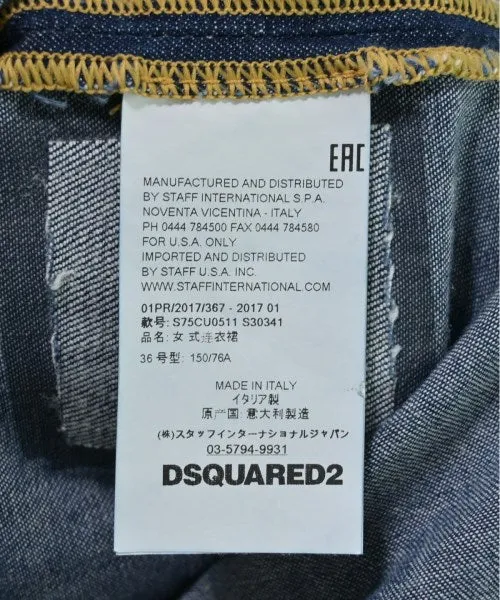 EAC
MANUFACTURED AND DISTRIBUTED
BY STAFF INTERNATIONAL S.P.A.
NOVENTA VICENTINA - ITALY
PH 0444 784500 FAX 0444 784580
FOR U.S.A. ONLY
IMPORTED AND DISTRIBUTED
BY STAFF U.S.A. INC.
WWW.STAFFINTERNATIONAL.COM
01PR/2017/367 - 2017 01
款号: S75CU0511 S30341
品名: 女式连衣裙
36 号型: 150/76A
MADE IN ITALY
イタリア製
原产国: 意大利製造
(株)スタッフインターナショナルジャパン
03-5794-9931
DSQUARED2